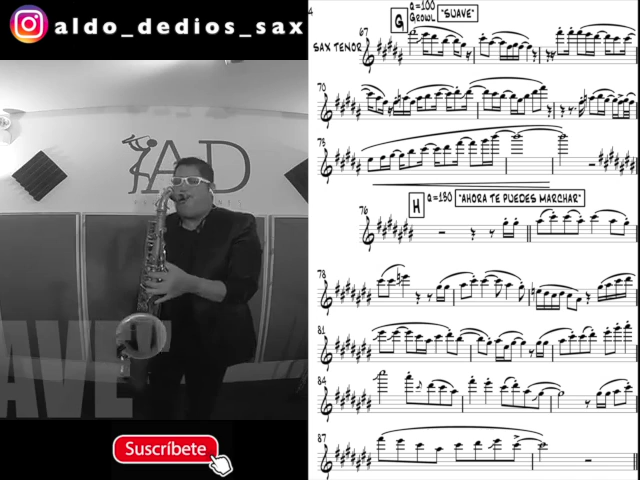 aldo_dedios_sax
AD
AVE
Suscríbete
4
G
♩=100
GROWL "SUAVE"
SAX TENOR
67
70
73
H ♩=150 "AHORA TE PUEDES MARCHAR"
76
78
81
84
87